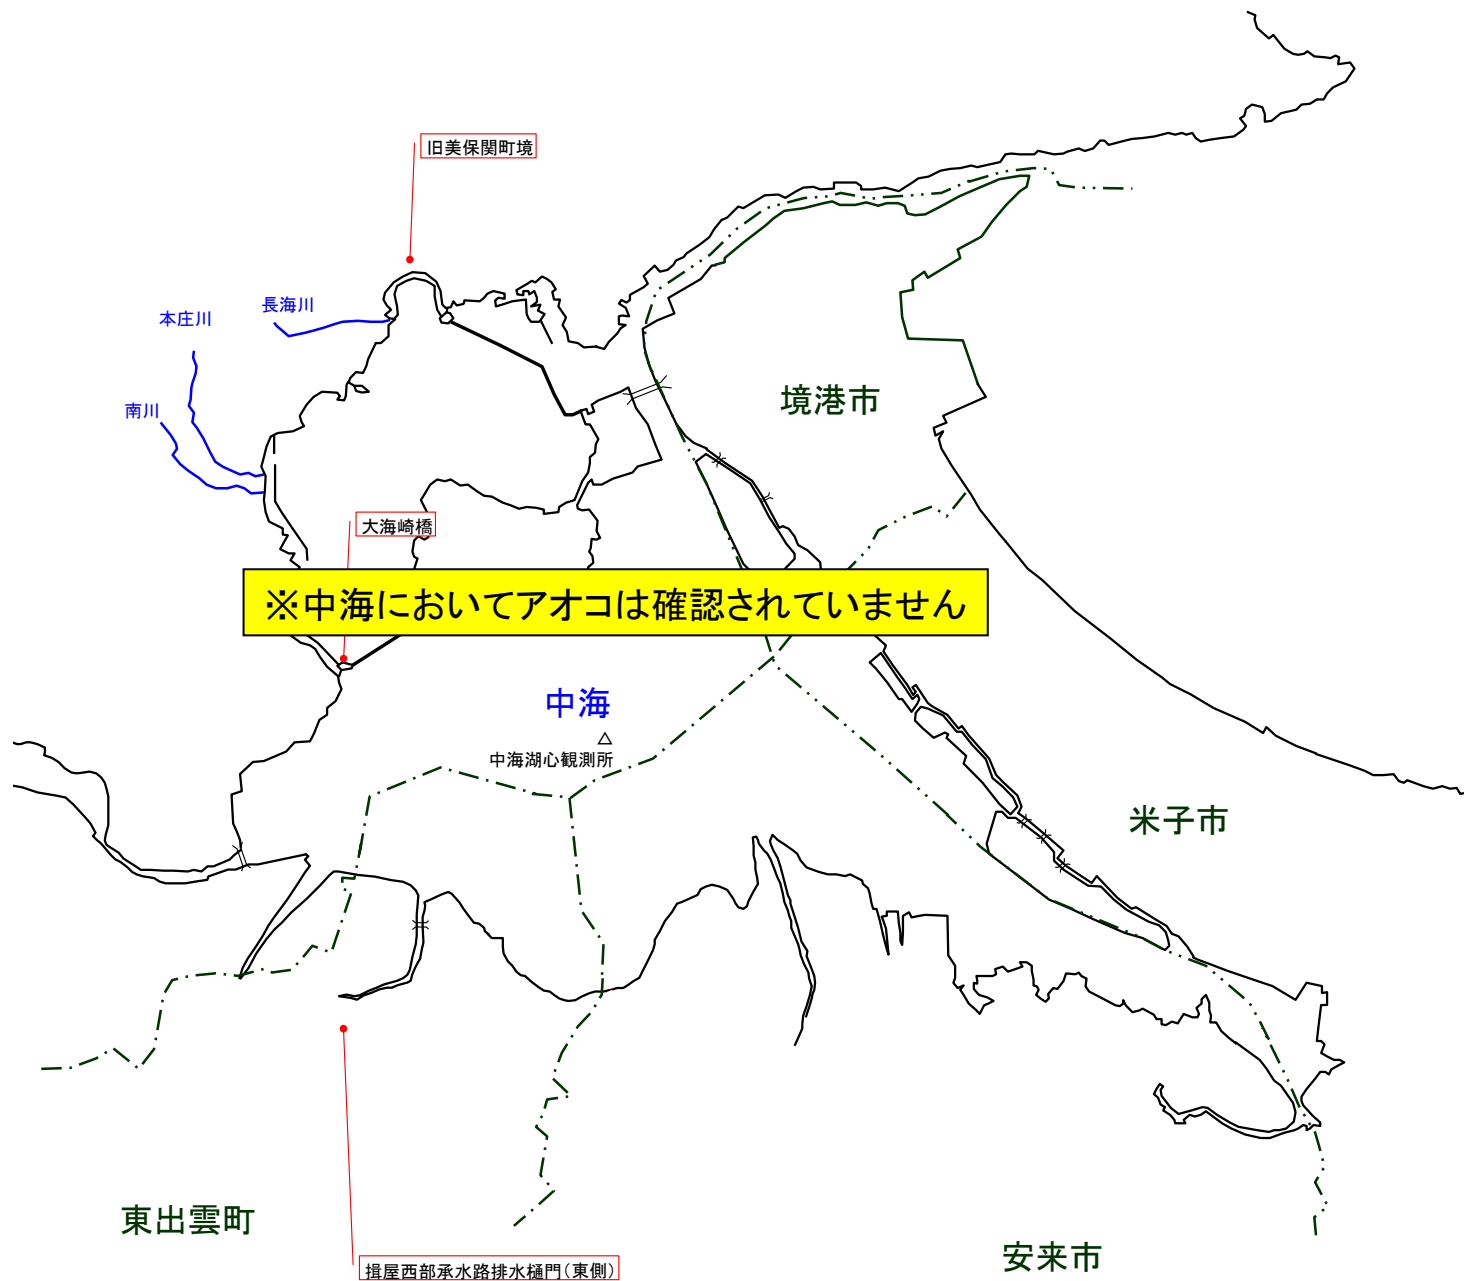 旧美保関町境
長海川
本庄川
南川
境港市
大海崎橋
※中海においてアオコは確認されていません
中海
中海湖心観測所
米子市
東出雲町
安来市
揖屋西部承水路排水樋門(東側)